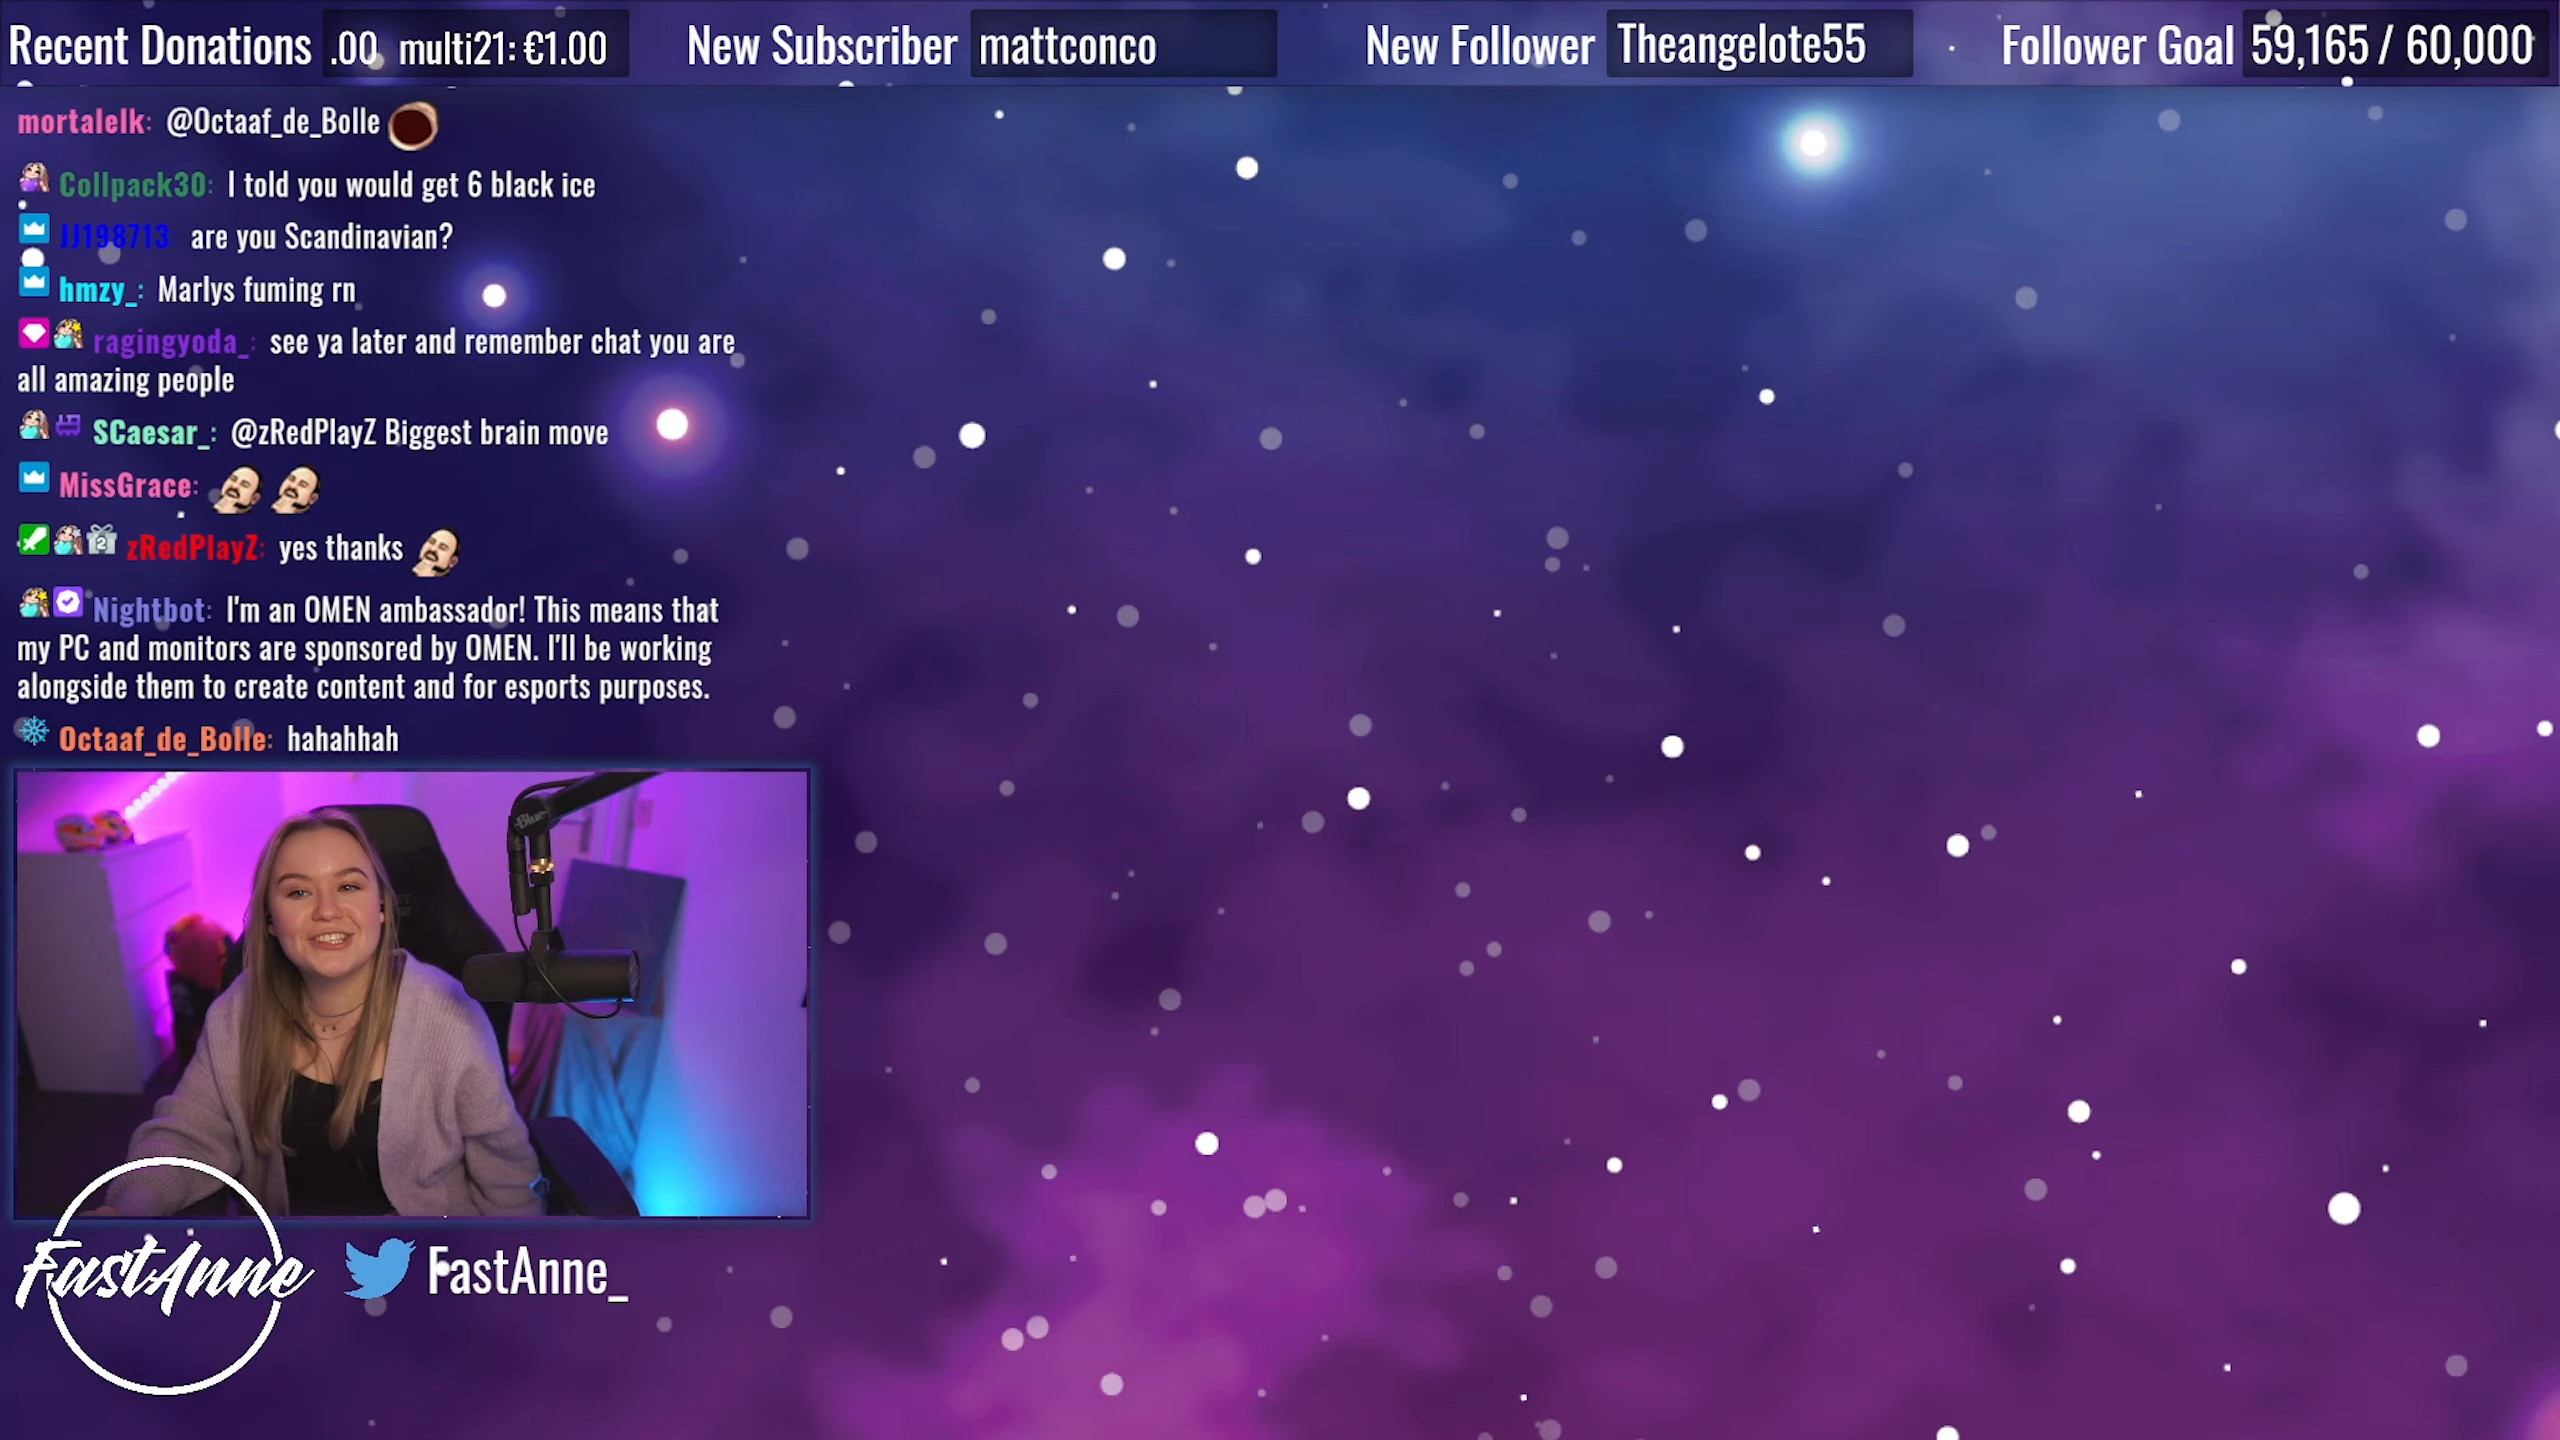 Recent Donations .00 multi21: €1.00 New Subscriber mattconco New Follower Theangelote55 Follower Goal 59,165 / 60,000
mortalelk: @Octaaf_de_Bolle
Collpack30: I told you would get 6 black ice
JJ198713: are you Scandinavian?
hmzy_: Marlys fuming rn
ragingyoda_: see ya later and remember chat you are
all amazing people
SCaesar_: @zRedPlayZ Biggest brain move
MissGrace:
2 zRedPlayZ: yes thanks
Nightbot: I'm an OMEN ambassador! This means that
my PC and monitors are sponsored by OMEN. I'll be working
alongside them to create content and for esports purposes.
Octaaf_de_Bolle: hahahhah
Blue
FastAnne FastAnne_